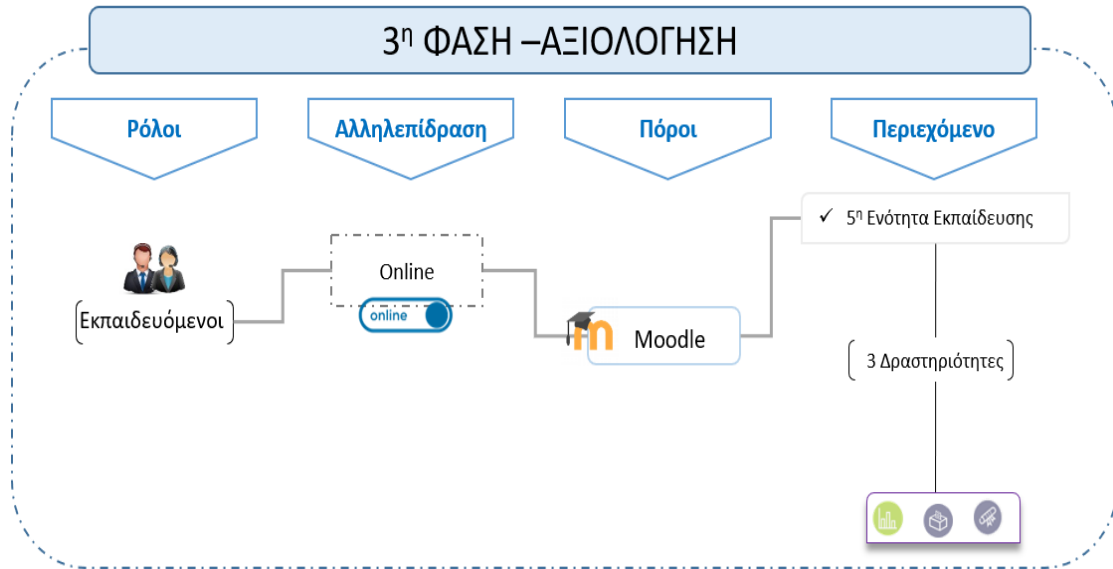 3η ΦΑΣΗ –ΑΞΙΟΛΟΓΗΣΗ
Ρόλοι
Αλληλεπίδραση
Πόροι
Περιεχόμενο
✓ 5η Ενότητα Εκπαίδευσης
Online
online
Εκπαιδευόμενοι
m
Moodle
3 Δραστηριότητες